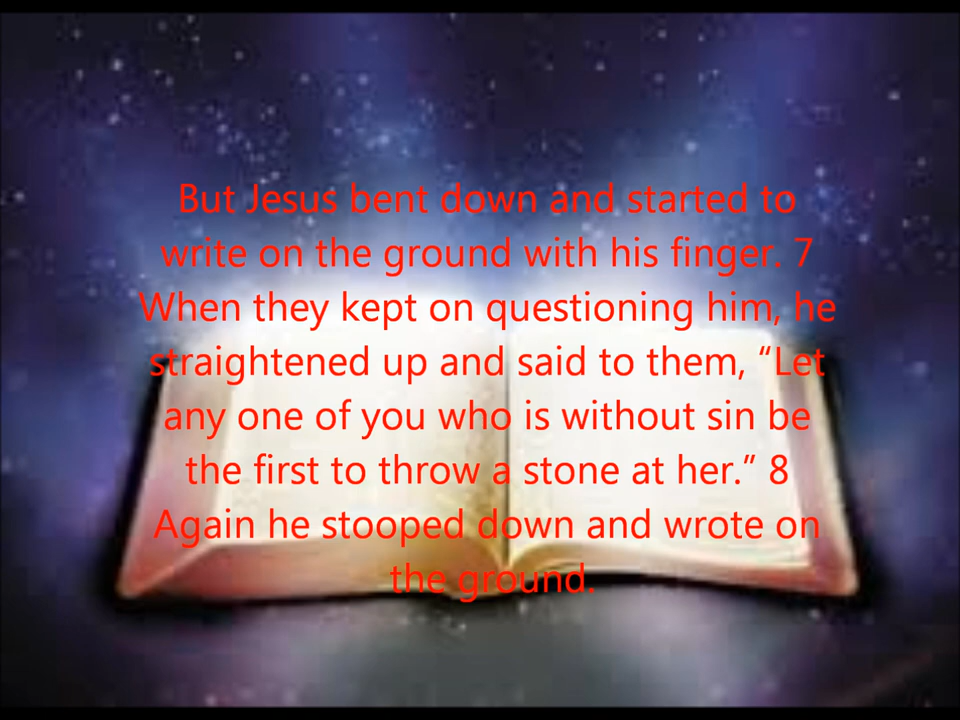 But Jesus bent down and started to
write on the ground with his finger. 7
When they kept on questioning him, he
straightened up and said to them, “Let
any one of you who is without sin be
the first to throw a stone at her.” 8
Again he stooped down and wrote on
the ground.